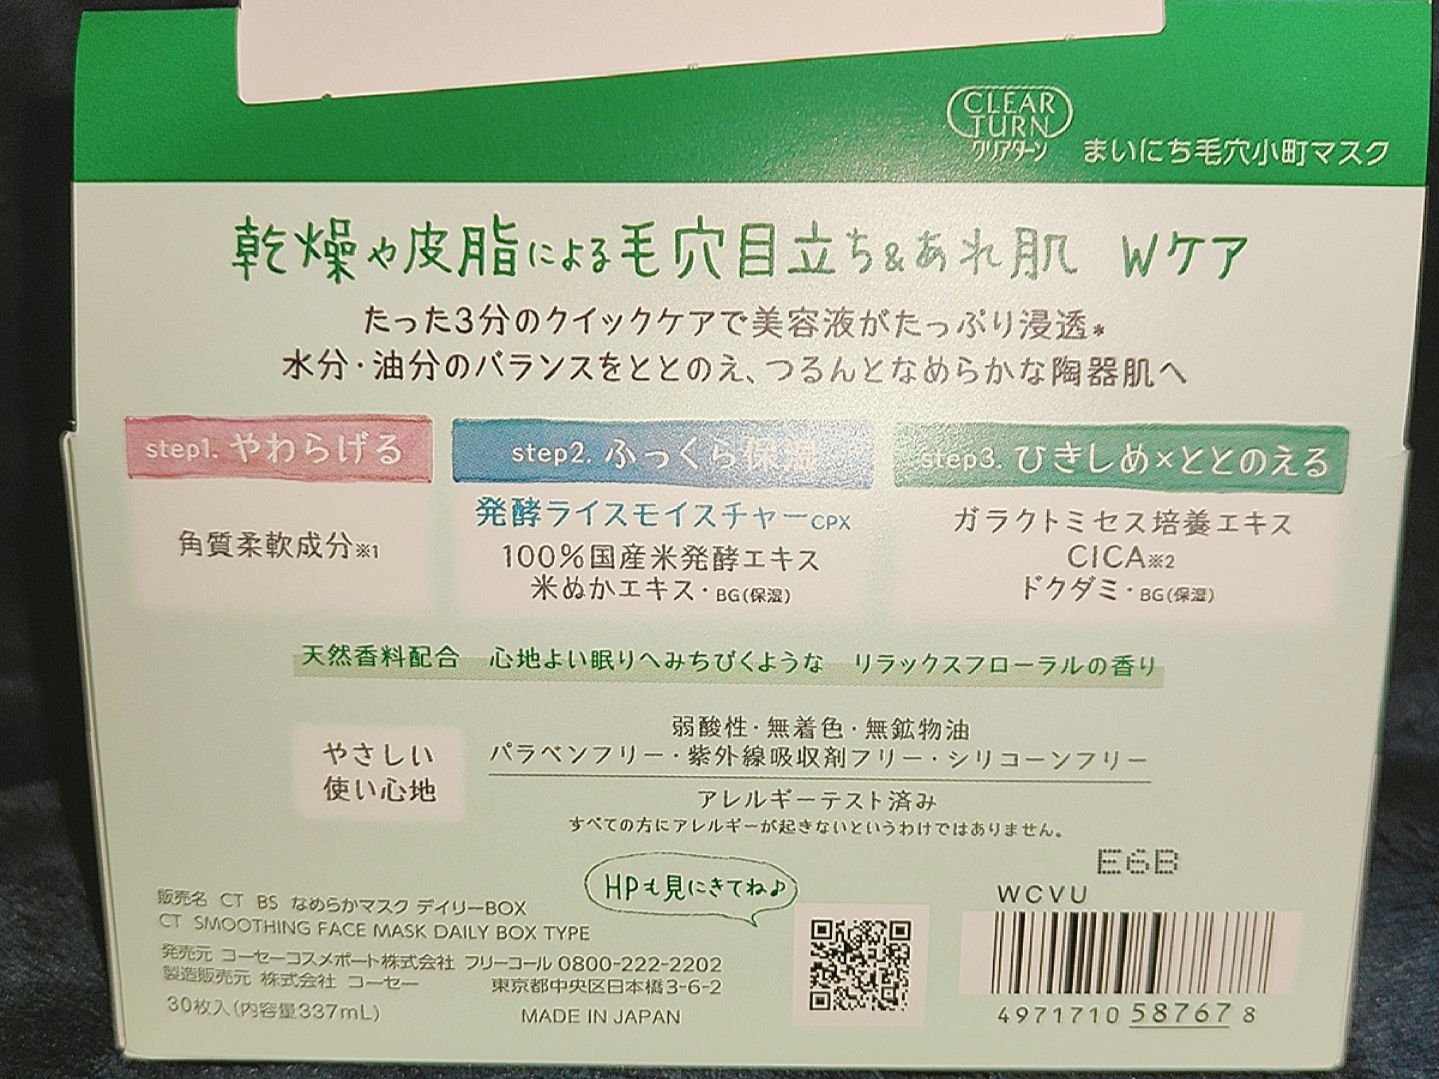 CLEAR
TURN
クリアターン
まいにち毛穴小町マスク
乾燥や皮脂による毛穴目立ち&あれ肌 Wケア
たった3分のクイックケアで美容液がたっぷり浸透*
水分・油分のバランスをととのえ、つるんとなめらかな陶器肌へ
step1. やわらげる
角質柔軟成分※1
step2. ふっくら保湿
発酵ライスモイスチャーCPX
100%国産米発酵エキス
米ぬかエキス・BG(保湿)
step3. ひきしめ×ととのえる
ガラクトミセス培養エキス
CICA※2
ドクダミ・BG(保湿)
天然香料配合 心地よい眠りへみちびくような リラックスフローラルの香り
やさしい
使い心地
弱酸性・無着色・無鉱物油
パラベンフリー・紫外線吸収剤フリー・シリコーンフリー
アレルギーテスト済み
すべての方にアレルギーが起きないというわけではありません。
HPも見にきてね♪
E6B
WCVU
販売名 CT BS なめらかマスク デイリーBOX
CT SMOOTHING FACE MASK DAILY BOX TYPE
発売元 コーセーコスメポート株式会社 フリーコール 0800-222-2202
製造販売元 株式会社 コーセー 東京都中央区日本橋3-6-2
30枚入(内容量337mL) MADE IN JAPAN
4971710 587678